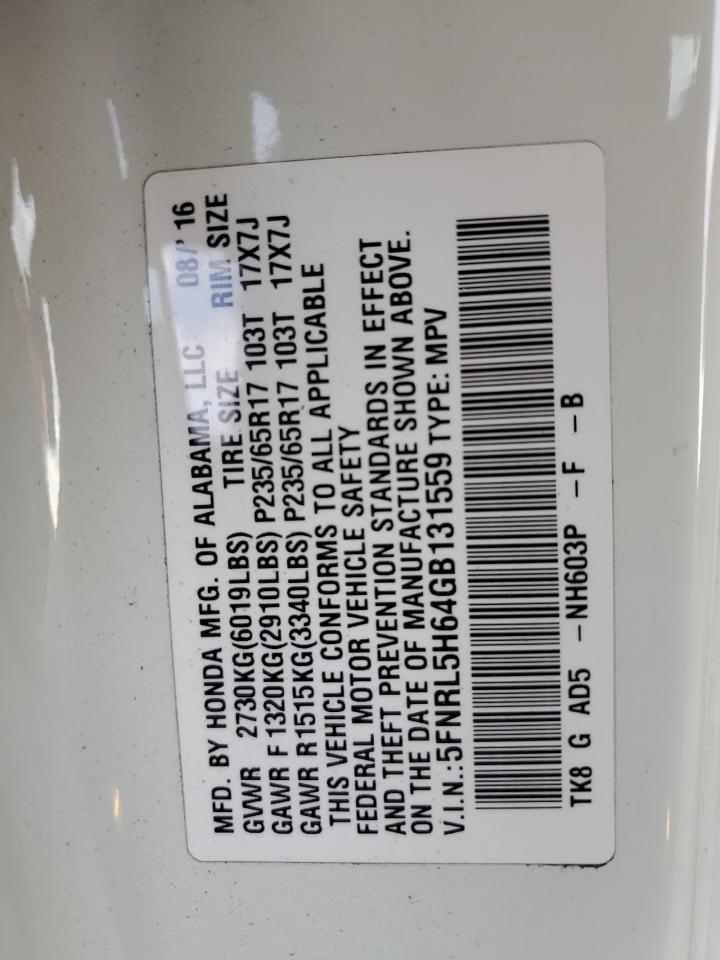 MFD. BY HONDA MFG. OF ALABAMA, LLC 08/'16
GVWR 2730KG(6019LBS) TIRE SIZE RIM SIZE
GAWR F 1320KG(2910LBS) P235/65R17 103T 17X7J
GAWR R1515KG(3340LBS) P235/65R17 103T 17X7J
THIS VEHICLE CONFORMS TO ALL APPLICABLE
FEDERAL MOTOR VEHICLE SAFETY
AND THEFT PREVENTION STANDARDS IN EFFECT
ON THE DATE OF MANUFACTURE SHOWN ABOVE.
V.I.N.:5FNRL5H64GB131559 TYPE: MPV
TK8 G AD5 -NH603P -F -B